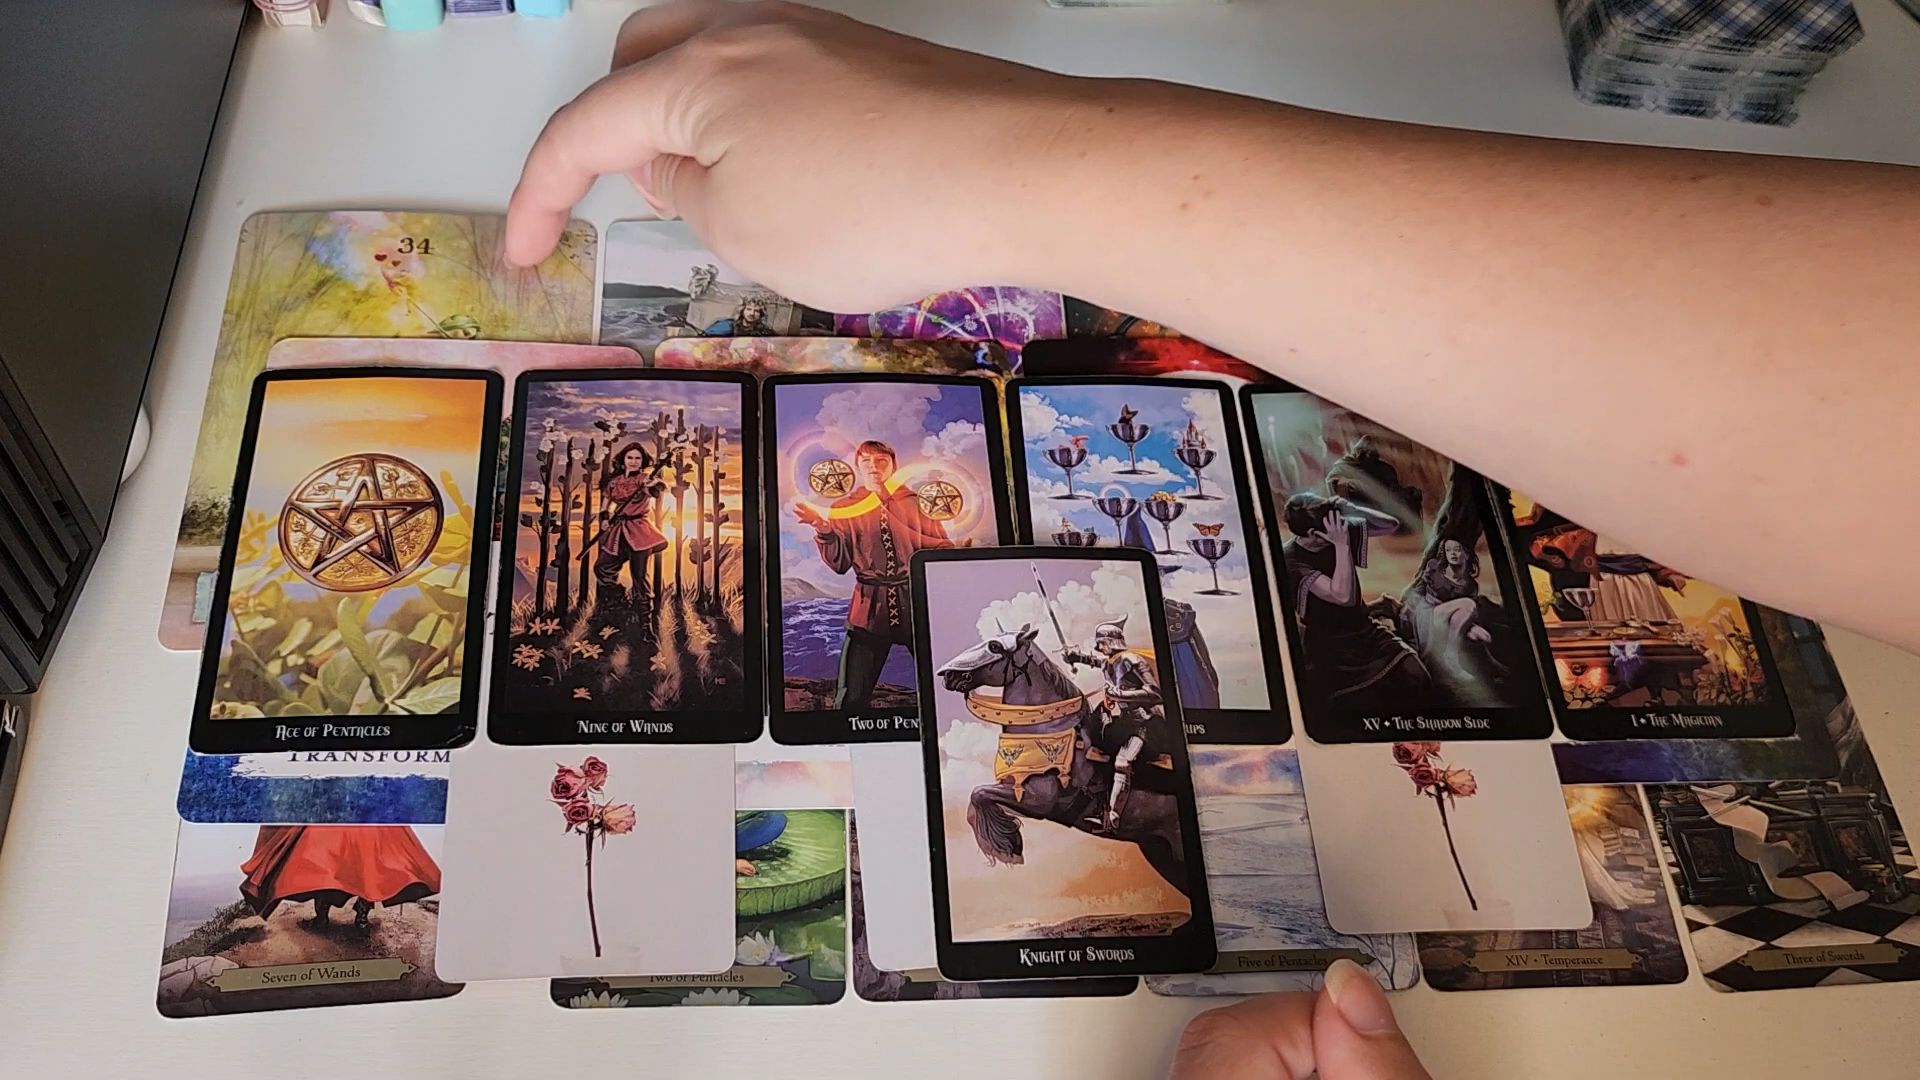 34
Ace of Pentacles
Nine of Wands
Two of Pen
ups
XV • The Shadow Side
I • The Magician
TRANSFORM
Knight of Swords
Seven of Wands
Two of Pentacles
Five of Pentacles
XIV • Temperance
Three of Swords